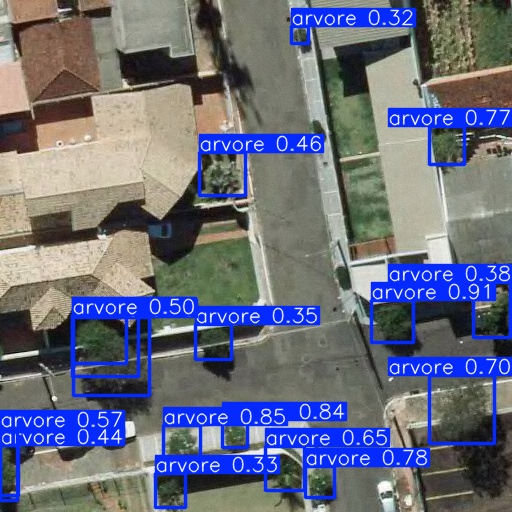 arvore 0.32
arvore 0.77
arvore 0.46
arvore 0.38
arvore 0.91
arvore 0.50
arvore 0.35
arvore 0.70
arvore 0.57
arvore 0.85
0.84
arvore 0.44
arvore 0.65
arvore 0.78
arvore 0.33